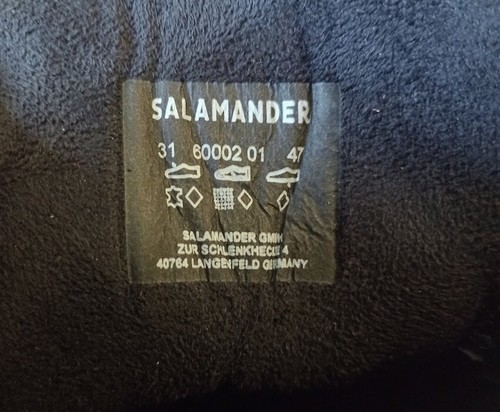 SALAMANDER
31 60002 01 47
SALAMANDER GMBH
ZUR SCHLENKHECKE 4
40764 LANGENFELD GERMANY